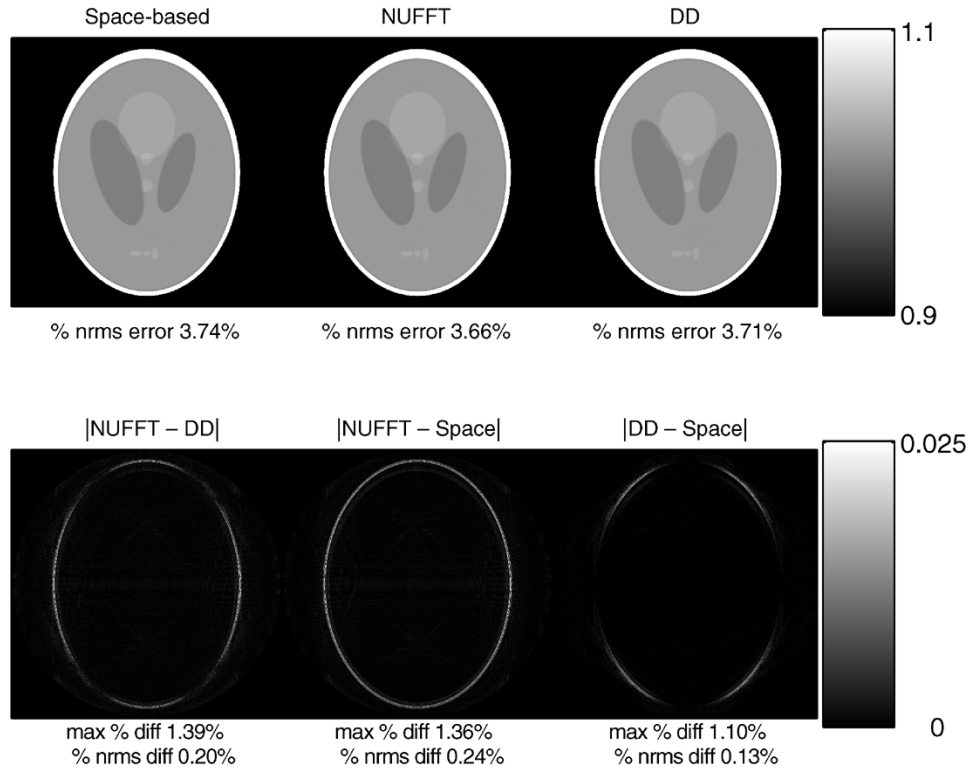 Space-based NUFFT DD
1.1
0.9
% nrms error 3.74% % nrms error 3.66% % nrms error 3.71%
|NUFFT – DD| |NUFFT – Space| |DD – Space|
0.025
0
max % diff 1.39% max % diff 1.36% max % diff 1.10%
% nrms diff 0.20% % nrms diff 0.24% % nrms diff 0.13%